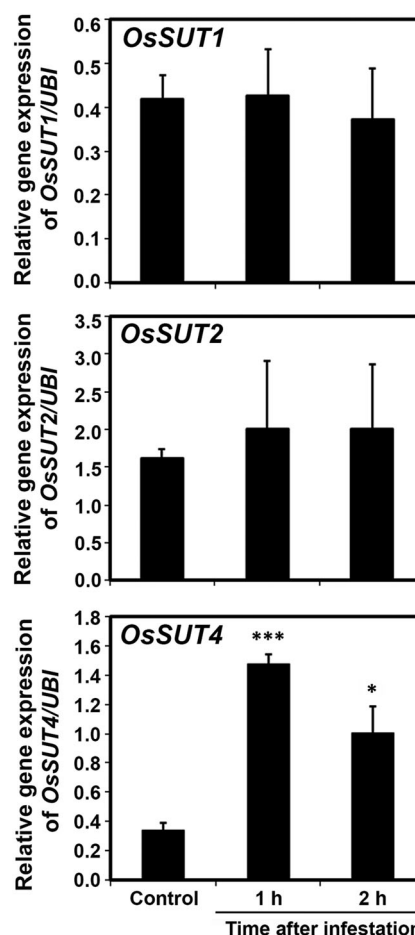 OsSUT1
Relative gene expression
of OsSUT1/UBI
0.6
0.5
0.4
0.3
0.2
0.1
0.0
OsSUT2
Relative gene expression
of OsSUT2/UBI
3.5
3.0
2.5
2.0
1.5
1.0
0.5
0.0
OsSUT4
Relative gene expression
of OsSUT4/UBI
1.8
1.6
1.4
1.2
1.0
0.8
0.6
0.4
0.2
0.0
***
*
Control 1 h 2 h
Time after infestation